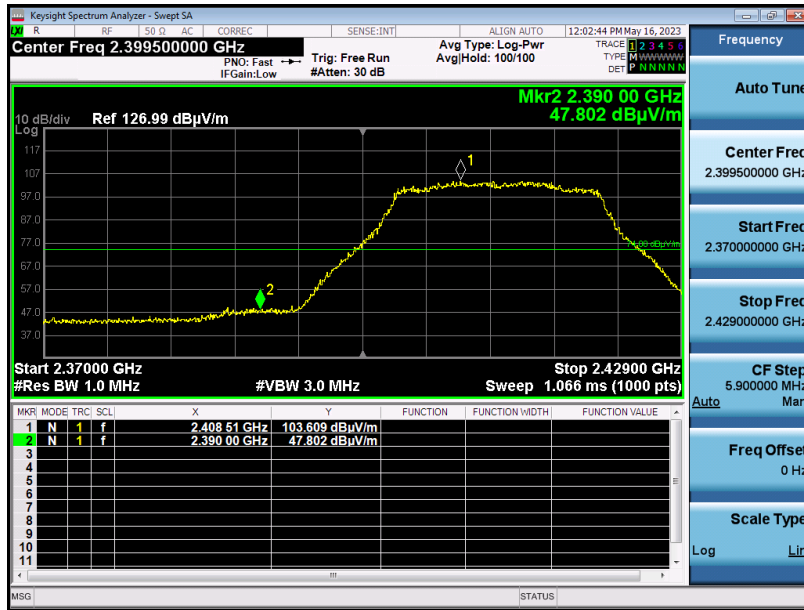 Keysight Spectrum Analyzer - Swept SA
LXI R RF 50 Ω AC CORREC SENSE:INT ALIGN AUTO 12:02:44 PM May 16, 2023
Center Freq 2.399500000 GHz
PNO: Fast
IFGain:Low
Trig: Free Run
#Atten: 30 dB
Avg Type: Log-Pwr
Avg|Hold: 100/100
TRACE 1 2 3 4 5 6
TYPE M WWWWW
DET P N N N N N
Mkr2 2.390 00 GHz
47.802 dBµV/m
10 dB/div Ref 126.99 dBµV/m
Log
117
107
97.0
87.0
77.0
67.0
57.0
47.0
37.0
1
2
Start 2.37000 GHz Stop 2.42900 GHz
#Res BW 1.0 MHz #VBW 3.0 MHz Sweep 1.066 ms (1000 pts)
MKR MODE TRC SCL X Y FUNCTION FUNCTION WIDTH FUNCTION VALUE
1 N 1 f 2.408 51 GHz 103.609 dBµV/m
2 N 1 f 2.390 00 GHz 47.802 dBµV/m
3
4
5
6
7
8
9
10
11
MSG STATUS
Frequency
Auto Tune
Center Freq
2.399500000 GHz
Start Freq
2.370000000 GHz
Stop Freq
2.429000000 GHz
CF Step
5.900000 MHz
Auto Man
Freq Offset
0 Hz
Scale Type
Log Lin